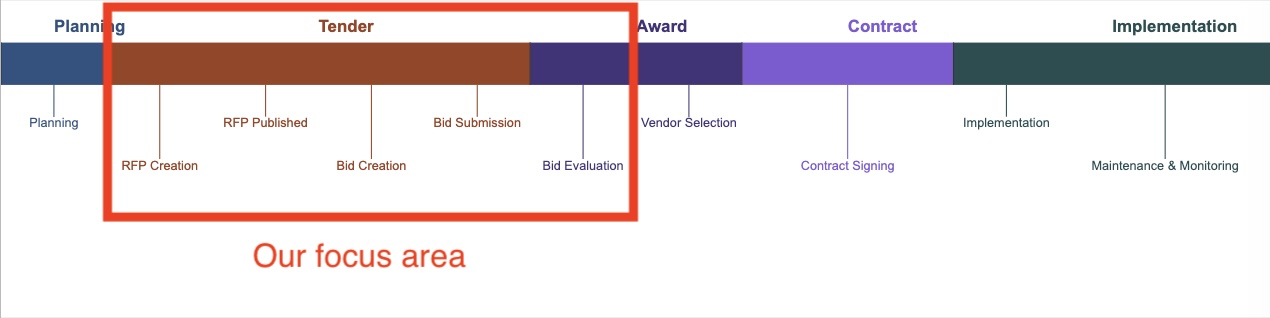 Planning
Tender
Award
Contract
Implementation
Planning
RFP Published
Bid Submission
Vendor Selection
Implementation
RFP Creation
Bid Creation
Bid Evaluation
Contract Signing
Maintenance & Monitoring
Our focus area